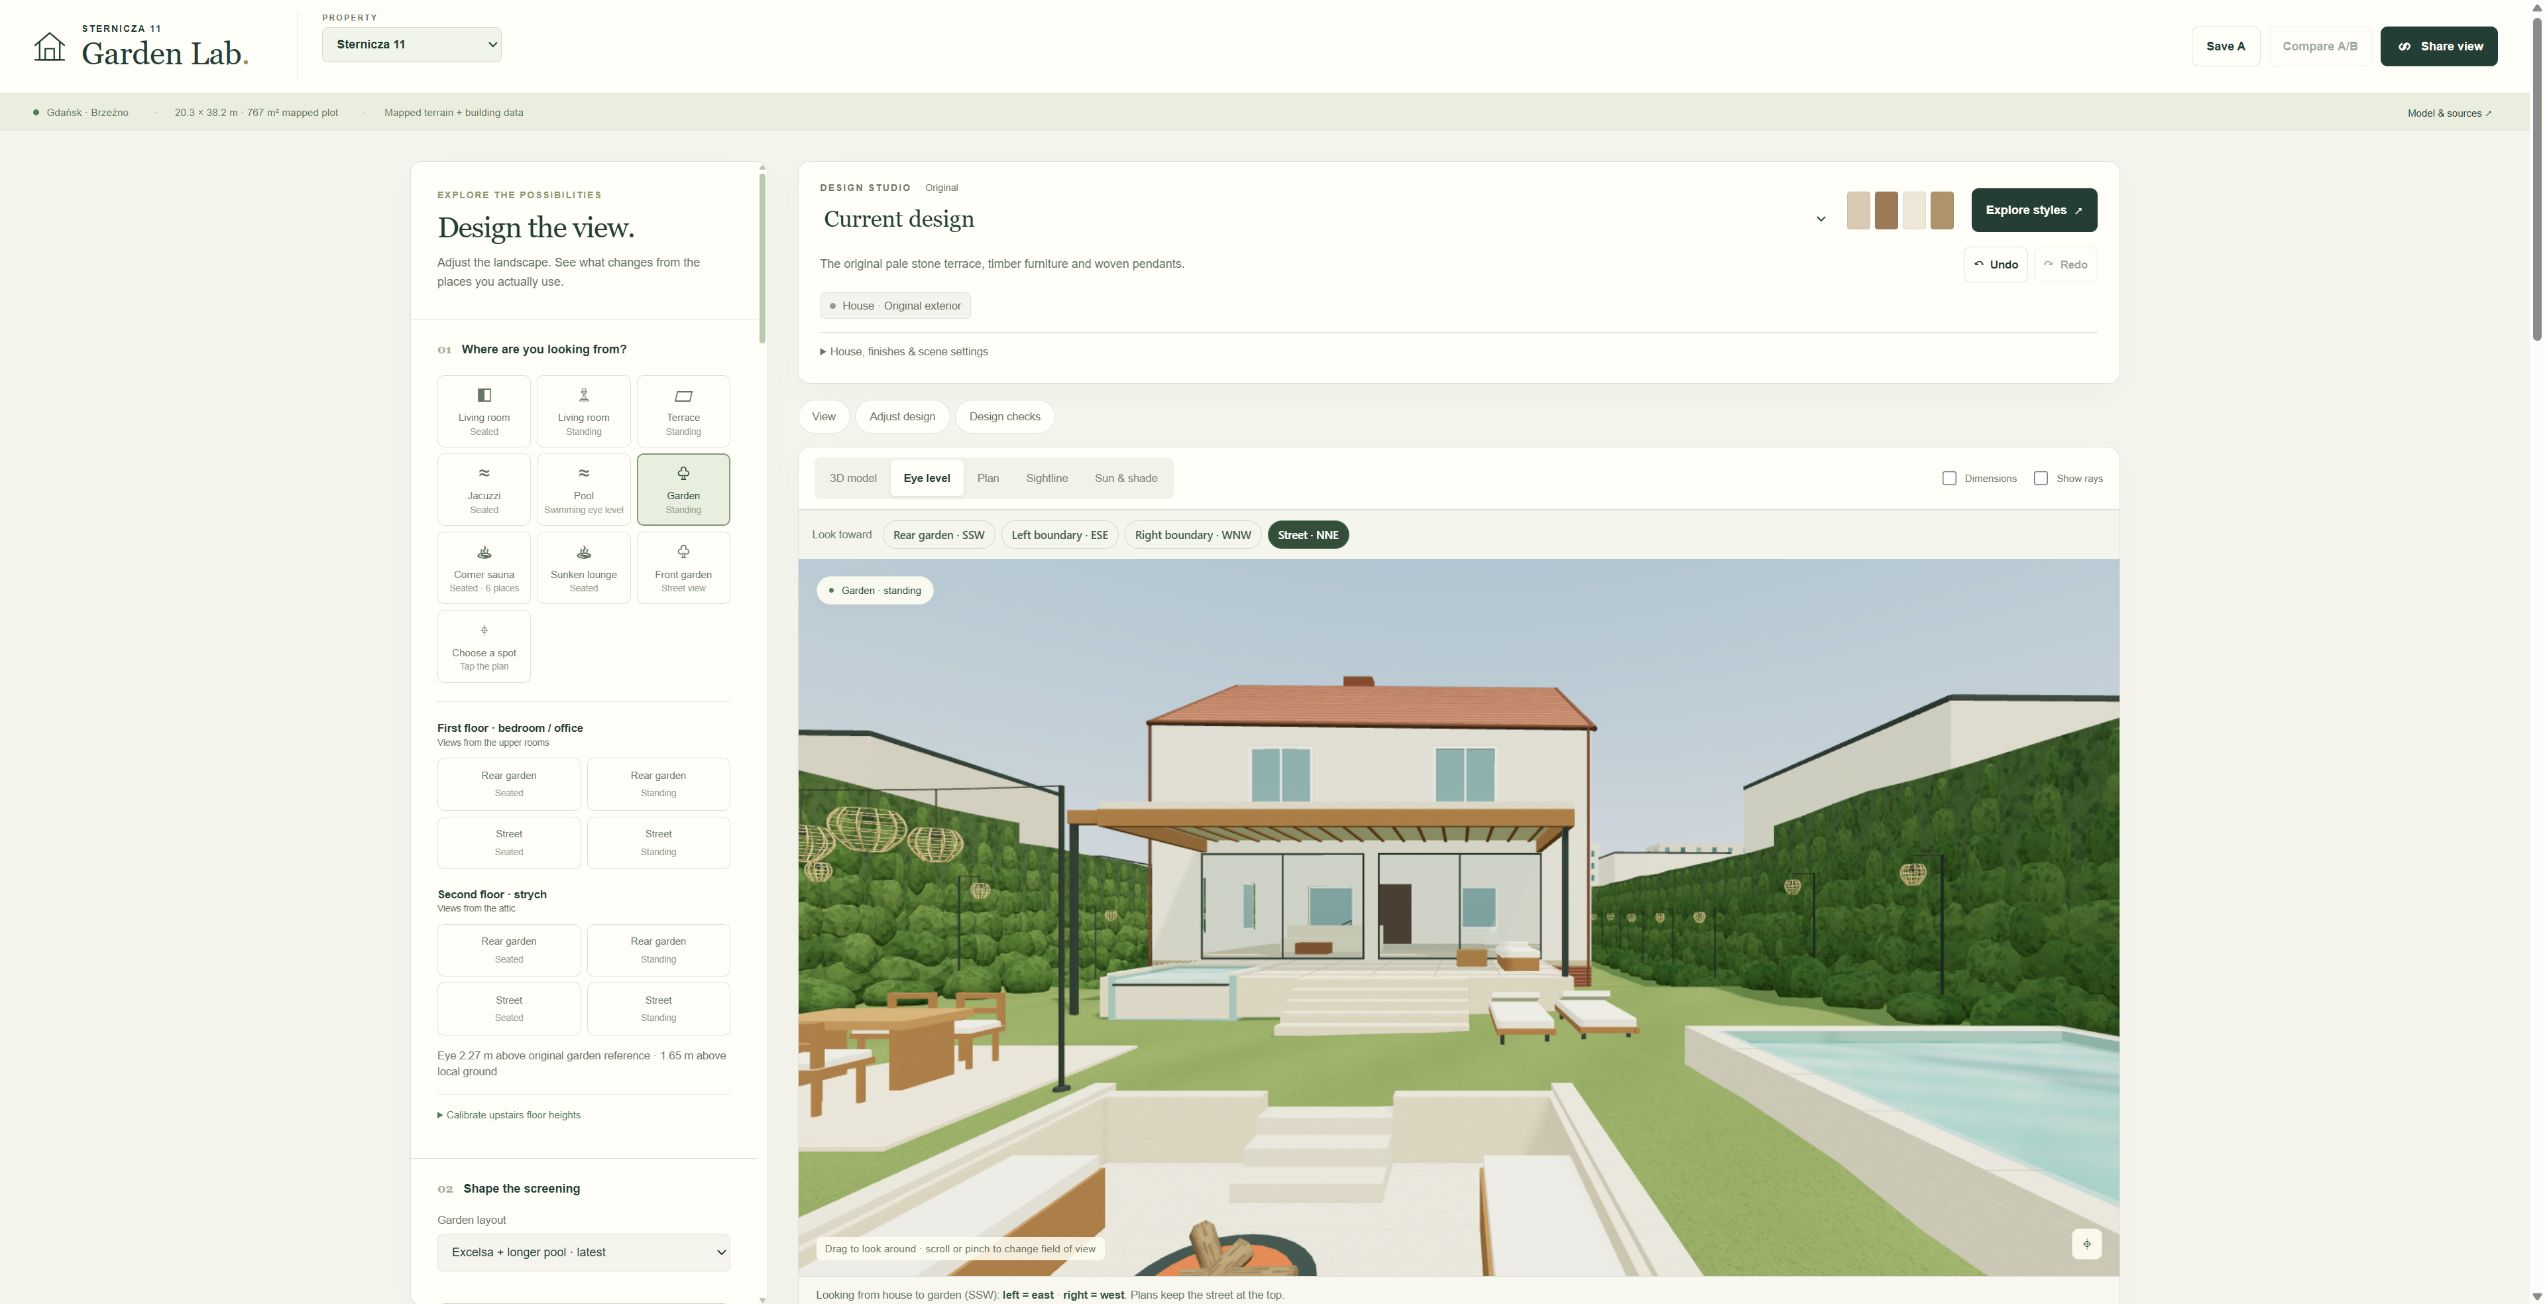 STERNICZA 11
Garden Lab.
PROPERTY
Sternicza 11
Save A
Compare A/B
Share view
Gdańsk · Brzeźno · 20.3 × 38.2 m · 767 m² mapped plot · Mapped terrain + building data
Model & sources ↗
EXPLORE THE POSSIBILITIES
Design the view.
Adjust the landscape. See what changes from the
places you actually use.
01 Where are you looking from?
Living room
Seated
Living room
Standing
Terrace
Standing
Jacuzzi
Seated
Pool
Swimming eye level
Garden
Standing
Corner sauna
Seated · 6 places
Sunken lounge
Seated
Front garden
Street view
Choose a spot
Tap the plan
First floor · bedroom / office
Views from the upper rooms
Rear garden
Seated
Rear garden
Standing
Street
Seated
Street
Standing
Second floor · strych
Views from the attic
Rear garden
Seated
Rear garden
Standing
Street
Seated
Street
Standing
Eye 2.27 m above original garden reference · 1.65 m above
local ground
Calibrate upstairs floor heights
02 Shape the screening
Garden layout
Excelsa + longer pool · latest
DESIGN STUDIO Original
Current design
Explore styles ↗
The original pale stone terrace, timber furniture and woven pendants.
Undo
Redo
House · Original exterior
House, finishes & scene settings
View
Adjust design
Design checks
3D model
Eye level
Plan
Sightline
Sun & shade
Dimensions
Show rays
Look toward
Rear garden · SSW
Left boundary · ESE
Right boundary · WNW
Street · NNE
Garden · standing
Drag to look around · scroll or pinch to change field of view
Looking from house to garden (SSW): left = east · right = west. Plans keep the street at the top.